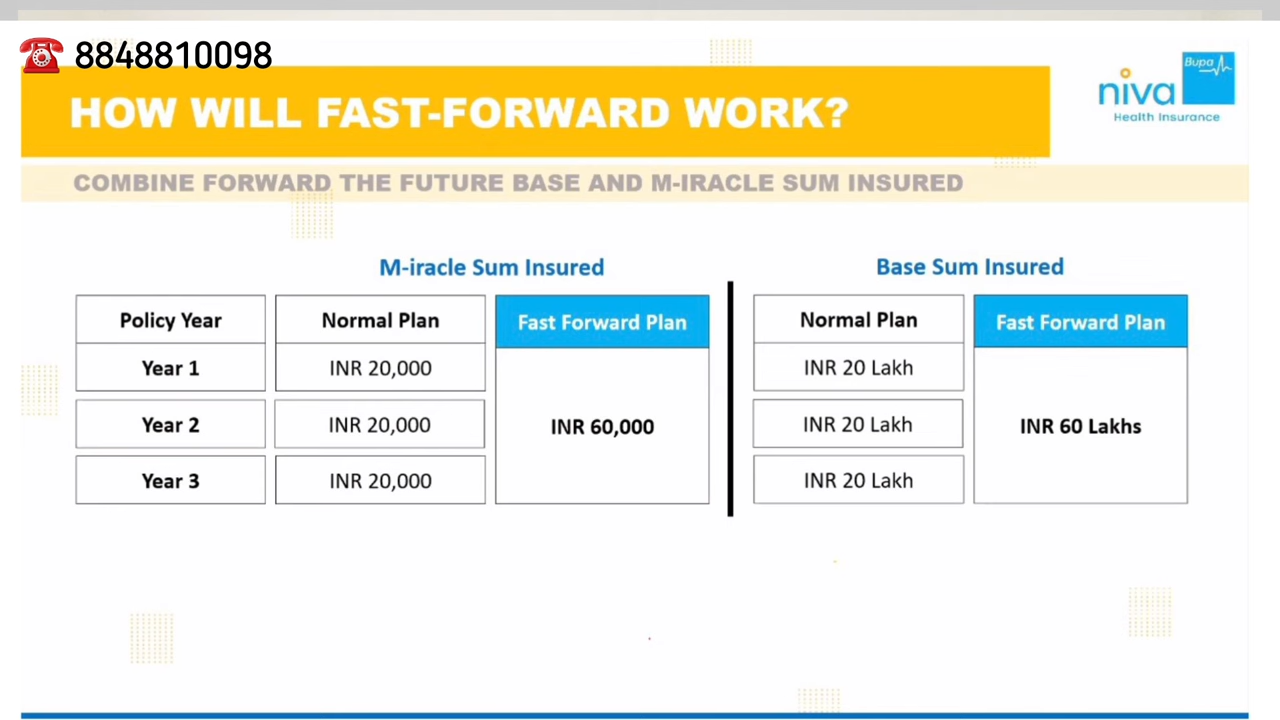 ☎ 8848810098
Bupa
niva
Health Insurance
HOW WILL FAST-FORWARD WORK?
COMBINE FORWARD THE FUTURE BASE AND M-IRACLE SUM INSURED
M-iracle Sum Insured
Base Sum Insured
Policy Year Normal Plan Fast Forward Plan Normal Plan Fast Forward Plan
Year 1 INR 20,000 INR 20 Lakh
Year 2 INR 20,000 INR 60,000 INR 20 Lakh INR 60 Lakhs
Year 3 INR 20,000 INR 20 Lakh